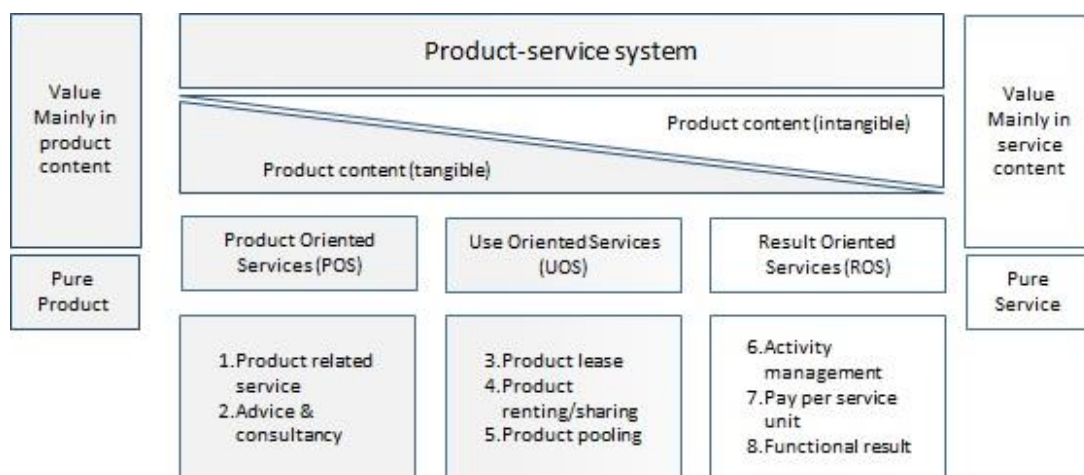 Value
Mainly in
product
content
Pure
Product
Product-service system
Product content (intangible)
Product content (tangible)
Product Oriented
Services (POS)
Use Oriented Services
(UOS)
Result Oriented
Services (ROS)
1.Product related
service
2.Advice &
consultancy
3.Product lease
4.Product
renting/sharing
5.Product pooling
6.Activity
management
7.Pay per service
unit
8.Functional result
Value
Mainly in
service
content
Pure
Service